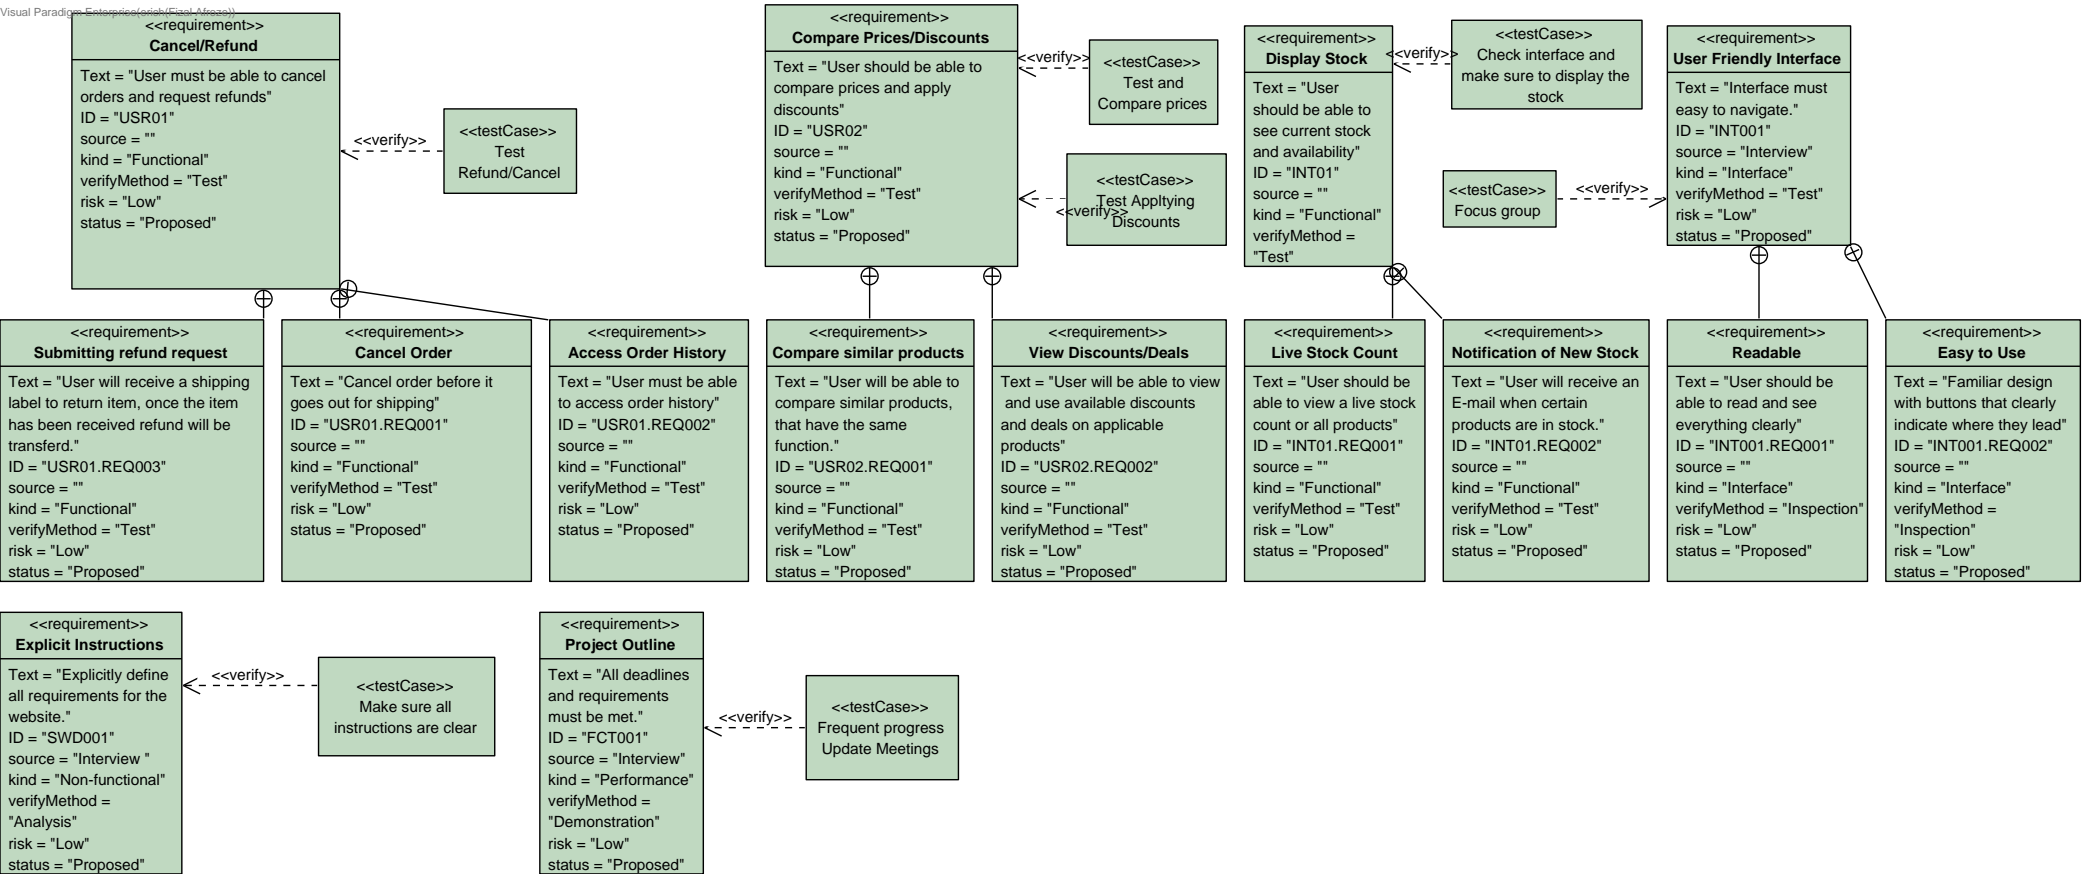 Visual Paradigm Enterprise(erich(Fizal Afroze))
<<requirement>>
Cancel/Refund
Text = "User must be able to cancel
orders and request refunds"
ID = "USR01"
source = ""
kind = "Functional"
verifyMethod = "Test"
risk = "Low"
status = "Proposed"
<<verify>>
<<testCase>>
Test
Refund/Cancel
<<requirement>>
Compare Prices/Discounts
Text = "User should be able to
compare prices and apply
discounts"
ID = "USR02"
source = ""
kind = "Functional"
verifyMethod = "Test"
risk = "Low"
status = "Proposed"
<<verify>>
<<testCase>>
Test and
Compare prices
<<verify>>
<<testCase>>
Test Appltying
Discounts
<<requirement>>
Display Stock
Text = "User
should be able to
see current stock
and availability"
ID = "INT01"
source = ""
kind = "Functional"
verifyMethod =
"Test"
<<verify>>
<<testCase>>
Check interface and
make sure to display the
stock
<<requirement>>
User Friendly Interface
Text = "Interface must
easy to navigate."
ID = "INT001"
source = "Interview"
kind = "Interface"
verifyMethod = "Test"
risk = "Low"
status = "Proposed"
<<testCase>>
Focus group
<<verify>>
<<requirement>>
Submitting refund request
Text = "User will receive a shipping
label to return item, once the item
has been received refund will be
transferd."
ID = "USR01.REQ003"
source = ""
kind = "Functional"
verifyMethod = "Test"
risk = "Low"
status = "Proposed"
<<requirement>>
Cancel Order
Text = "Cancel order before it
goes out for shipping"
ID = "USR01.REQ001"
source = ""
kind = "Functional"
verifyMethod = "Test"
risk = "Low"
status = "Proposed"
<<requirement>>
Access Order History
Text = "User must be able
to access order history"
ID = "USR01.REQ002"
source = ""
kind = "Functional"
verifyMethod = "Test"
risk = "Low"
status = "Proposed"
<<requirement>>
Compare similar products
Text = "User will be able to
compare similar products,
that have the same
function."
ID = "USR02.REQ001"
source = ""
kind = "Functional"
verifyMethod = "Test"
risk = "Low"
status = "Proposed"
<<requirement>>
View Discounts/Deals
Text = "User will be able to view
and use available discounts
and deals on applicable
products"
ID = "USR02.REQ002"
source = ""
kind = "Functional"
verifyMethod = "Test"
risk = "Low"
status = "Proposed"
<<requirement>>
Live Stock Count
Text = "User should be
able to view a live stock
count or all products"
ID = "INT01.REQ001"
source = ""
kind = "Functional"
verifyMethod = "Test"
risk = "Low"
status = "Proposed"
<<requirement>>
Notification of New Stock
Text = "User will receive an
E-mail when certain
products are in stock."
ID = "INT01.REQ002"
source = ""
kind = "Functional"
verifyMethod = "Test"
risk = "Low"
status = "Proposed"
<<requirement>>
Readable
Text = "User should be
able to read and see
everything clearly"
ID = "INT001.REQ001"
source = ""
kind = "Interface"
verifyMethod = "Inspection"
risk = "Low"
status = "Proposed"
<<requirement>>
Easy to Use
Text = "Familiar design
with buttons that clearly
indicate where they lead"
ID = "INT001.REQ002"
source = ""
kind = "Interface"
verifyMethod =
"Inspection"
risk = "Low"
status = "Proposed"
<<requirement>>
Explicit Instructions
Text = "Explicitly define
all requirements for the
website."
ID = "SWD001"
source = "Interview "
kind = "Non-functional"
verifyMethod =
"Analysis"
risk = "Low"
status = "Proposed"
<<verify>>
<<testCase>>
Make sure all
instructions are clear
<<requirement>>
Project Outline
Text = "All deadlines
and requirements
must be met."
ID = "FCT001"
source = "Interview"
kind = "Performance"
verifyMethod =
"Demonstration"
risk = "Low"
status = "Proposed"
<<verify>>
<<testCase>>
Frequent progress
Update Meetings